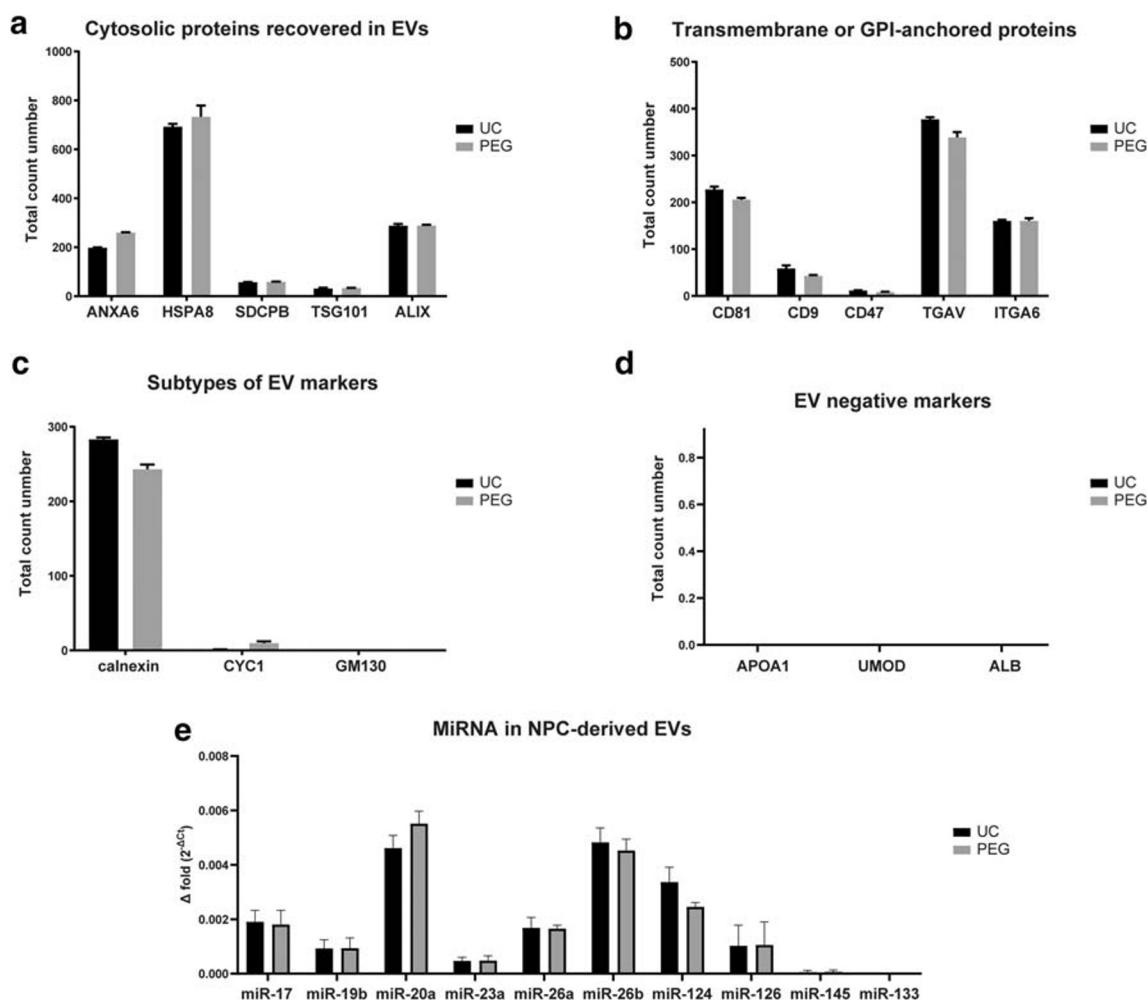 a
Cytosolic proteins recovered in EVs
1000
800
600
400
200
0
Total count unmber
ANXA6 HSPA8 SDCPB TSG101 ALIX
UC
PEG
b
Transmembrane or GPI-anchored proteins
500
400
300
200
100
0
Total count unmber
CD81 CD9 CD47 TGAV ITGA6
UC
PEG
c
Subtypes of EV markers
300
200
100
0
Total count unmber
calnexin CYC1 GM130
UC
PEG
d
EV negative markers
0.8
0.6
0.4
0.2
0.0
Total count unmber
APOA1 UMOD ALB
UC
PEG
e
MiRNA in NPC-derived EVs
0.008
0.006
0.004
0.002
0.000
Δ fold (2^-ΔCt)
miR-17 miR-19b miR-20a miR-23a miR-26a miR-26b miR-124 miR-126 miR-145 miR-133
UC
PEG